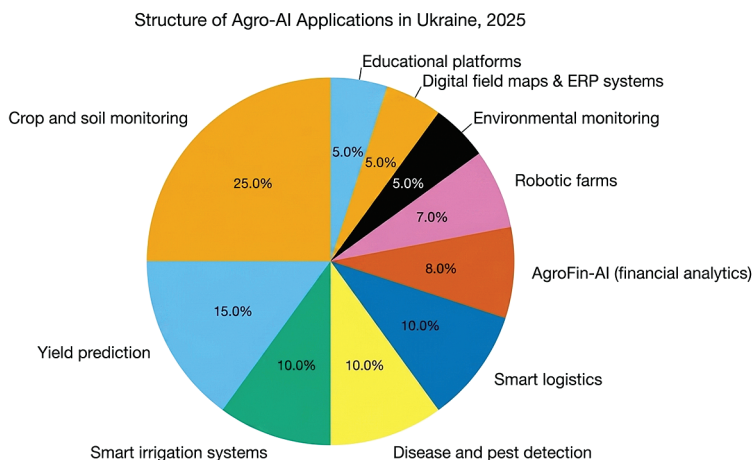 Structure of Agro-AI Applications in Ukraine, 2025
Educational platforms
Digital field maps & ERP systems
Crop and soil monitoring
Environmental monitoring
5.0%
5.0%
25.0%
5.0%
Robotic farms
7.0%
8.0%
AgroFin-AI (financial analytics)
15.0%
10.0%
Yield prediction
10.0%
10.0%
Smart logistics
Smart irrigation systems
Disease and pest detection